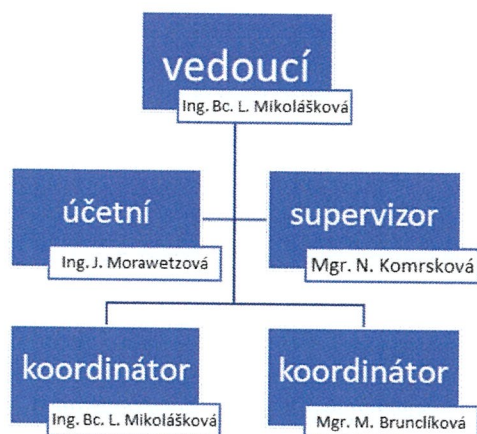 vedoucí
Ing. Bc. L. Mikolášková
účetní
Ing. J. Morawetzová
supervizor
Mgr. N. Komrsková
koordinátor
Ing. Bc. L. Mikolášková
koordinátor
Mgr. M. Brunclíková